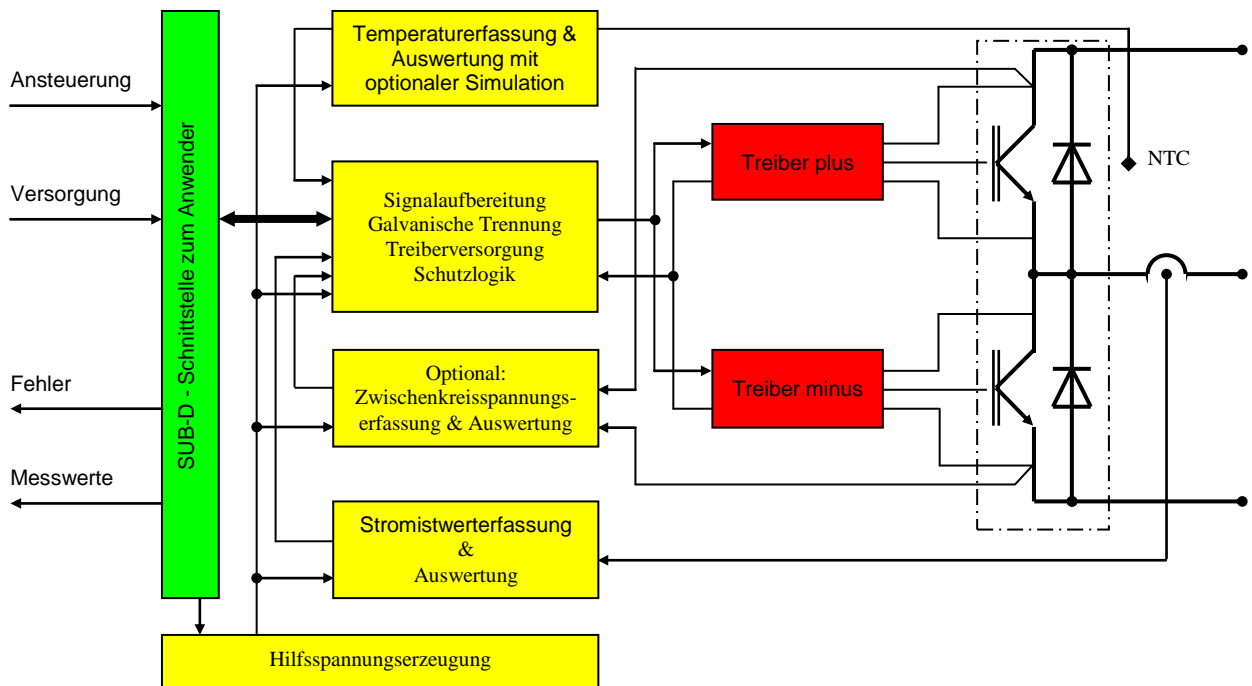 Ansteuerung
Versorgung
Fehler
Messwerte
SUB-D - Schnittstelle zum Anwender
Temperaturerfassung &
Auswertung mit
optionaler Simulation
Signalaufbereitung
Galvanische Trennung
Treiberversorgung
Schutzlogik
Optional:
Zwischenkreisspannungs-
erfassung & Auswertung
Stromistwerterfassung
&
Auswertung
Hilfsspannungserzeugung
Treiber plus
Treiber minus
NTC